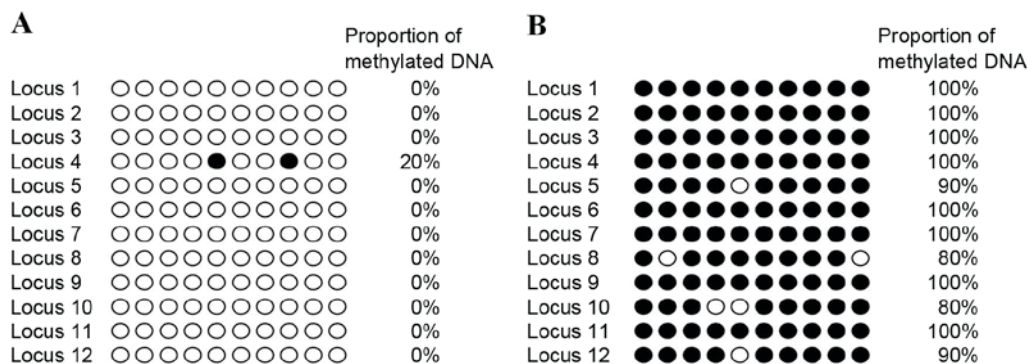 A
Proportion of
methylated DNA
Locus 1 0%
Locus 2 0%
Locus 3 0%
Locus 4 20%
Locus 5 0%
Locus 6 0%
Locus 7 0%
Locus 8 0%
Locus 9 0%
Locus 10 0%
Locus 11 0%
Locus 12 0%
B
Proportion of
methylated DNA
Locus 1 100%
Locus 2 100%
Locus 3 100%
Locus 4 100%
Locus 5 90%
Locus 6 100%
Locus 7 100%
Locus 8 80%
Locus 9 100%
Locus 10 80%
Locus 11 100%
Locus 12 90%